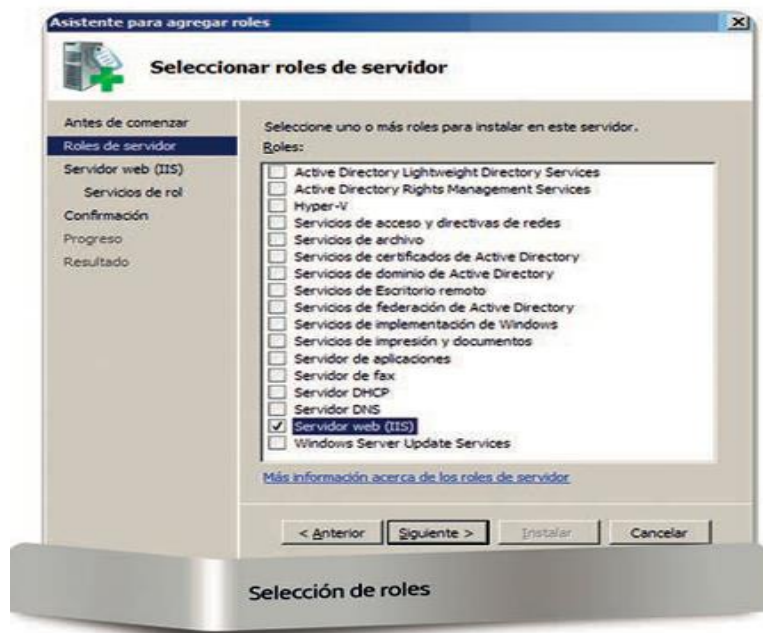 Asistente para agregar roles
Seleccionar roles de servidor
Antes de comenzar
Roles de servidor
Servidor web (IIS)
Servicios de rol
Confirmación
Progreso
Resultado
Seleccione uno o más roles para instalar en este servidor.
Roles:
Active Directory Lightweight Directory Services
Active Directory Rights Management Services
Hyper-V
Servicios de acceso y directivas de redes
Servicios de archivo
Servicios de certificados de Active Directory
Servicios de dominio de Active Directory
Servicios de Escritorio remoto
Servicios de federación de Active Directory
Servicios de implementación de Windows
Servicios de impresión y documentos
Servidor de aplicaciones
Servidor de fax
Servidor DHCP
Servidor DNS
Servidor web (IIS)
Windows Server Update Services
Más información acerca de los roles de servidor
< Anterior
Siguiente >
Instalar
Cancelar
Selección de roles